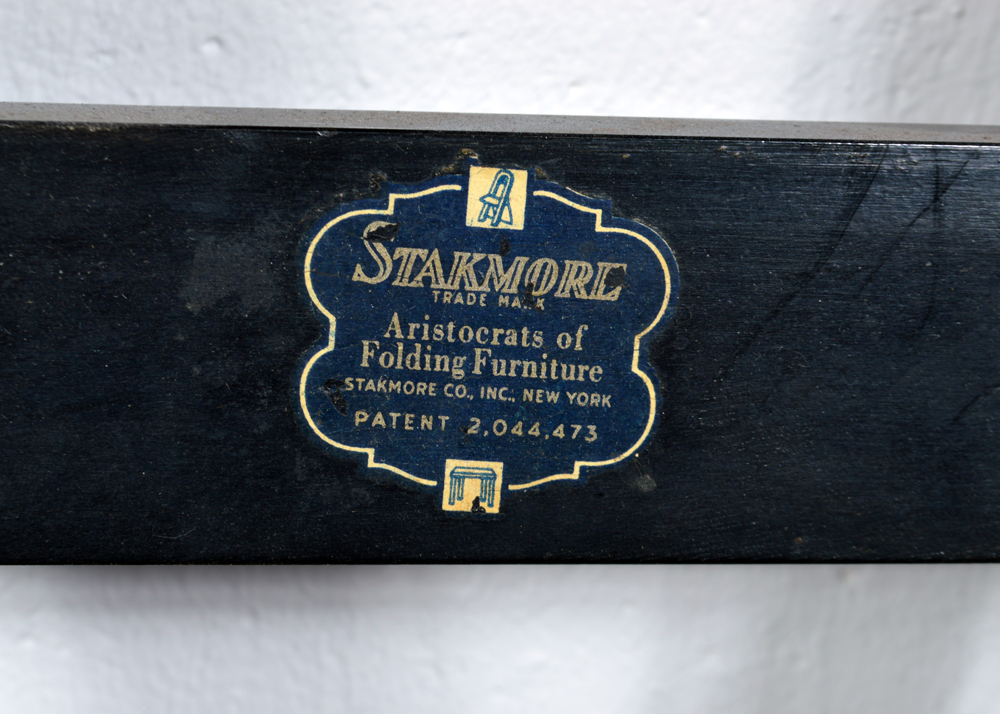 STAKMORE
TRADE MARK
Aristocrats of
Folding Furniture
STAKMORE CO., INC., NEW YORK
PATENT 2,044,473